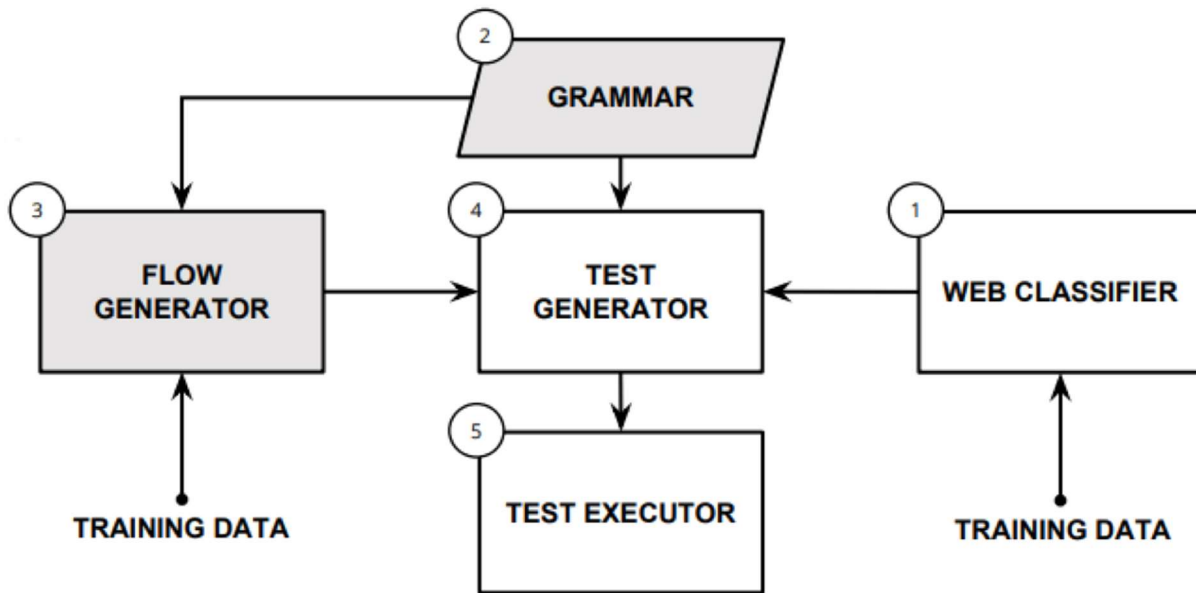 2
GRAMMAR
3
FLOW
GENERATOR
4
TEST
GENERATOR
1
WEB CLASSIFIER
5
TEST EXECUTOR
TRAINING DATA
TRAINING DATA